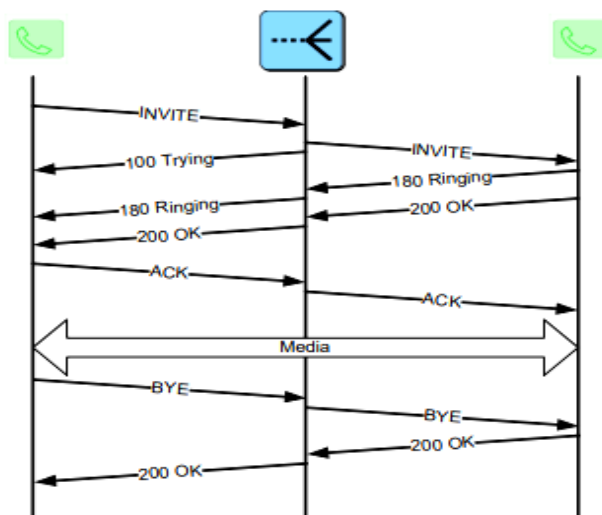 INVITE
INVITE
100 Trying
180 Ringing
180 Ringing
200 OK
200 OK
ACK
ACK
Media
BYE
BYE
200 OK
200 OK